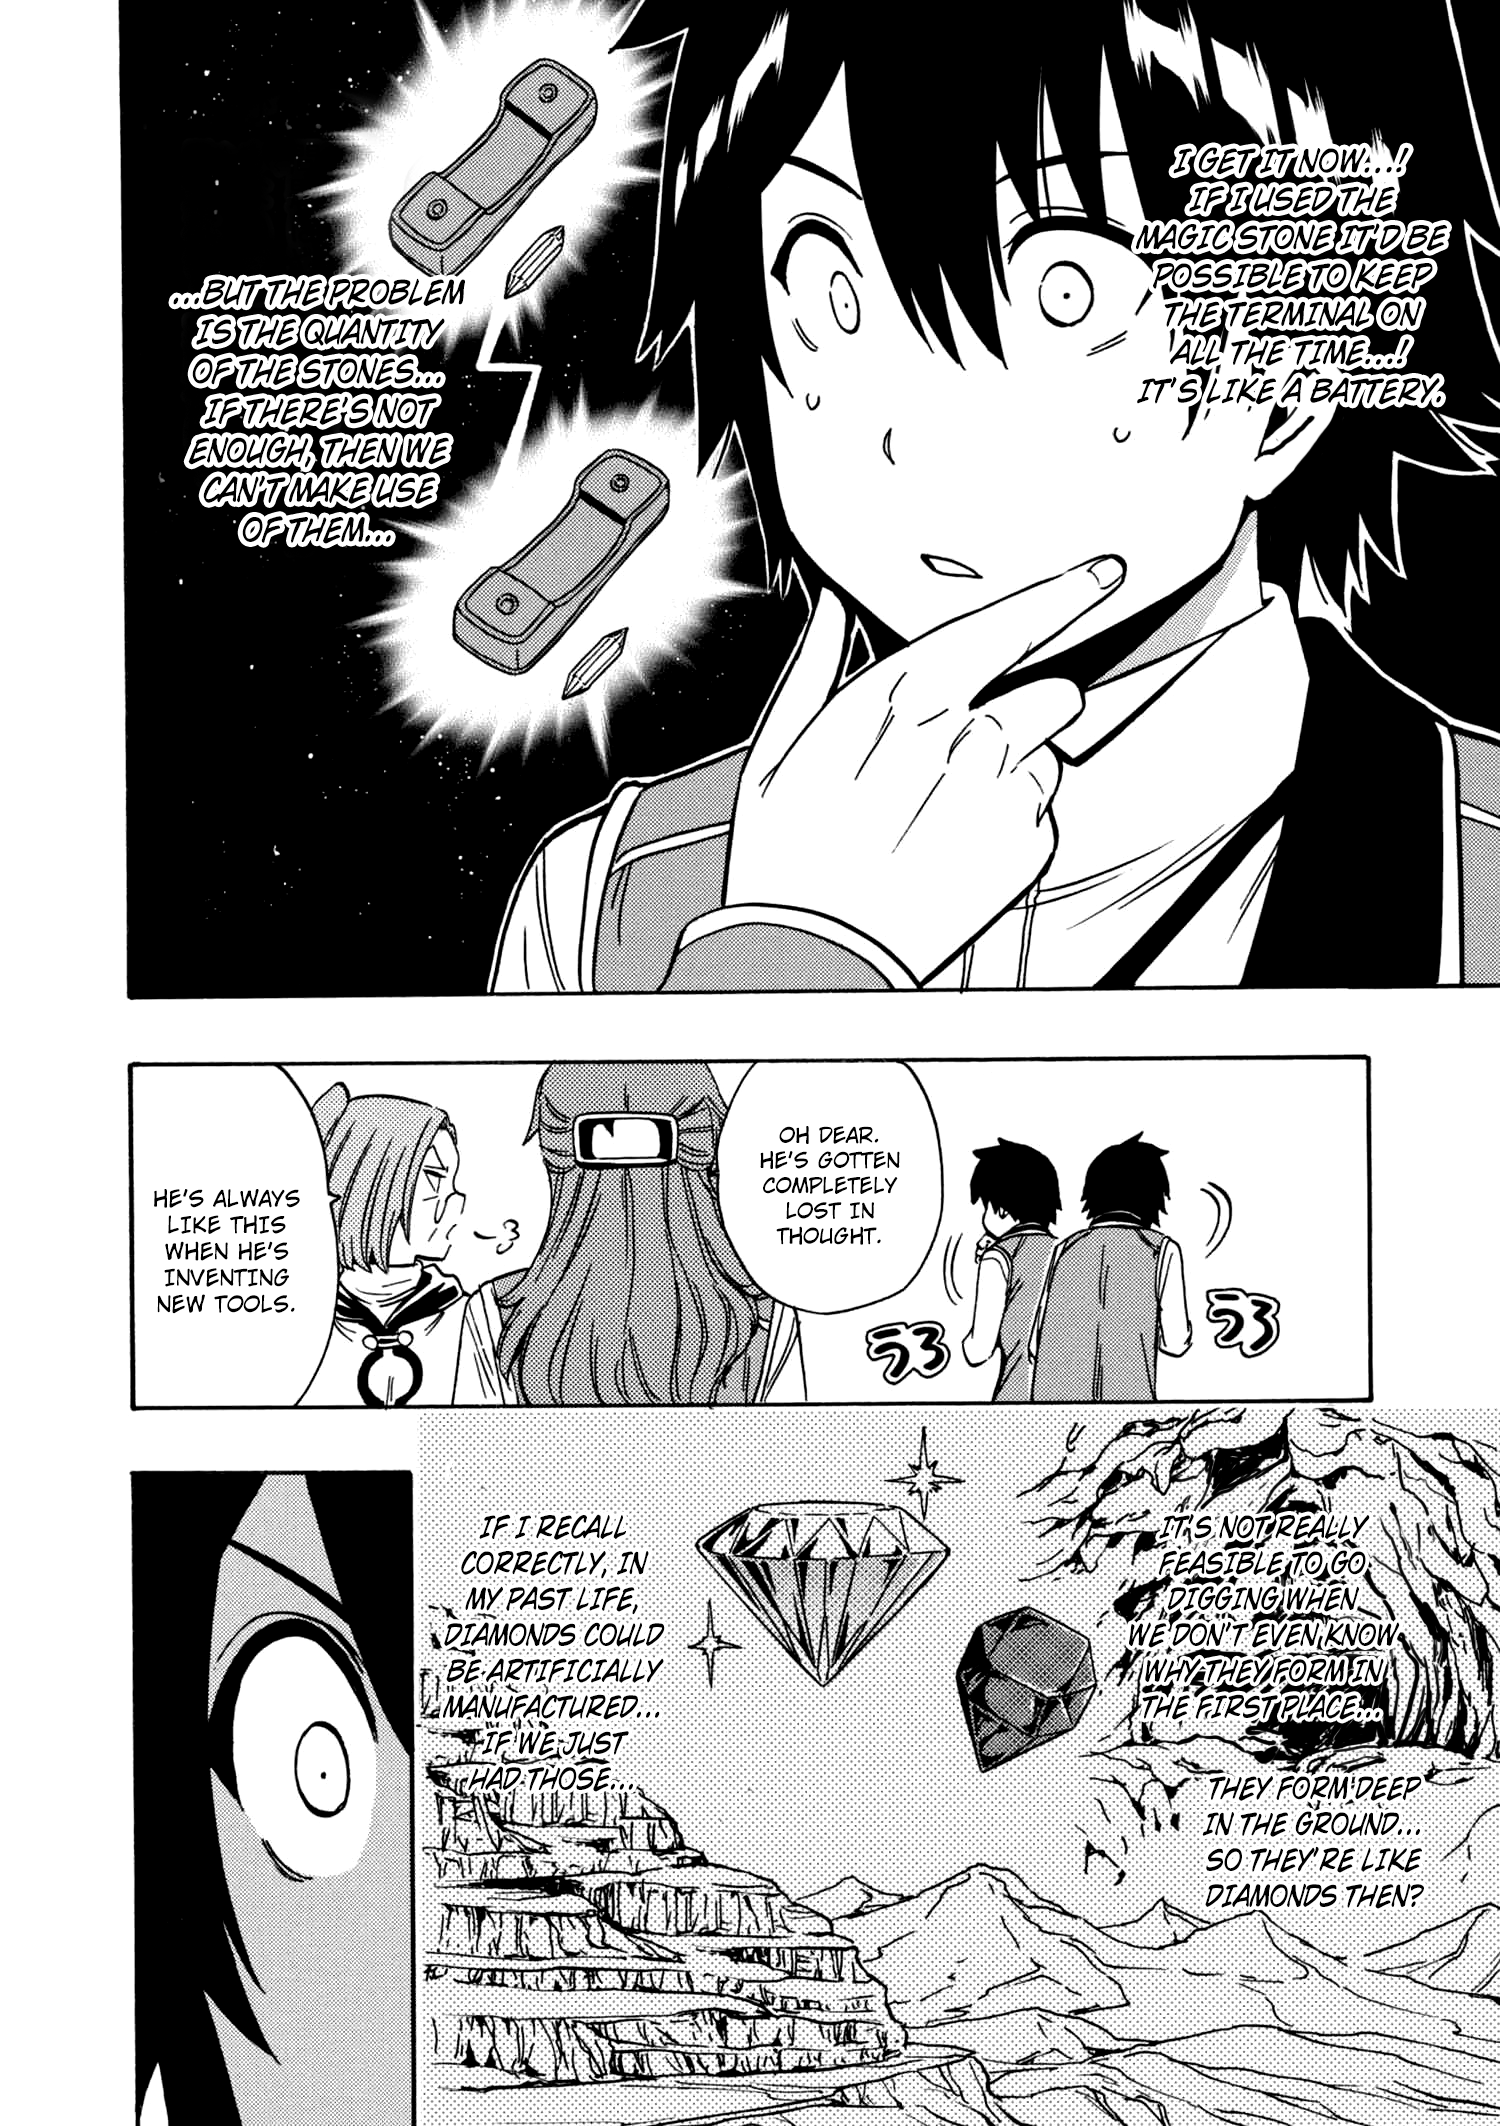 I GET IT NOW...!
IF I USED THE
MAGIC STONE IT'D BE
POSSIBLE TO KEEP
THE TERMINAL ON
ALL THE TIME...!
IT'S LIKE A BATTERY.
...BUT THE PROBLEM
IS THE QUANTITY
OF THE STONES...
IF THERE'S NOT
ENOUGH, THEN WE
CAN'T MAKE USE
OF THEM...
OH DEAR.
HE'S GOTTEN
COMPLETELY
LOST IN
THOUGHT.
うろ
うろ
HE'S ALWAYS
LIKE THIS
WHEN HE'S
INVENTING
NEW TOOLS.
IT'S NOT REALLY
FEASIBLE TO GO
DIGGING WHEN
WE DON'T EVEN KNOW
WHY THEY FORM IN
THE FIRST PLACE...
THEY FORM DEEP
IN THE GROUND...
SO THEY'RE LIKE
DIAMONDS THEN?
IF I RECALL
CORRECTLY, IN
MY PAST LIFE,
DIAMONDS COULD
BE ARTIFICIALLY
MANUFACTURED...
IF WE JUST
HAD THOSE...